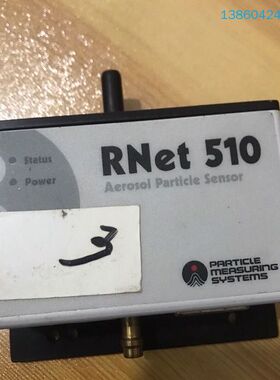 13860424
RNet 510
Status
Aerosol Particle Sensor
Power
3
PARTICLE
MEASURING
SYSTEMS